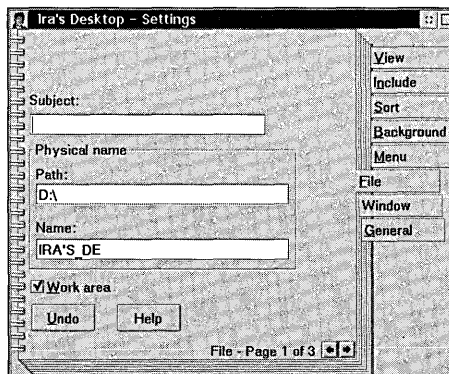 Ira's Desktop – Settings
Subject:
Physical name
Path:
D:\
Name:
IRA'S_DE
Work area
Undo
Help
File - Page 1 of 3
View
Include
Sort
Background
Menu
File
Window
General